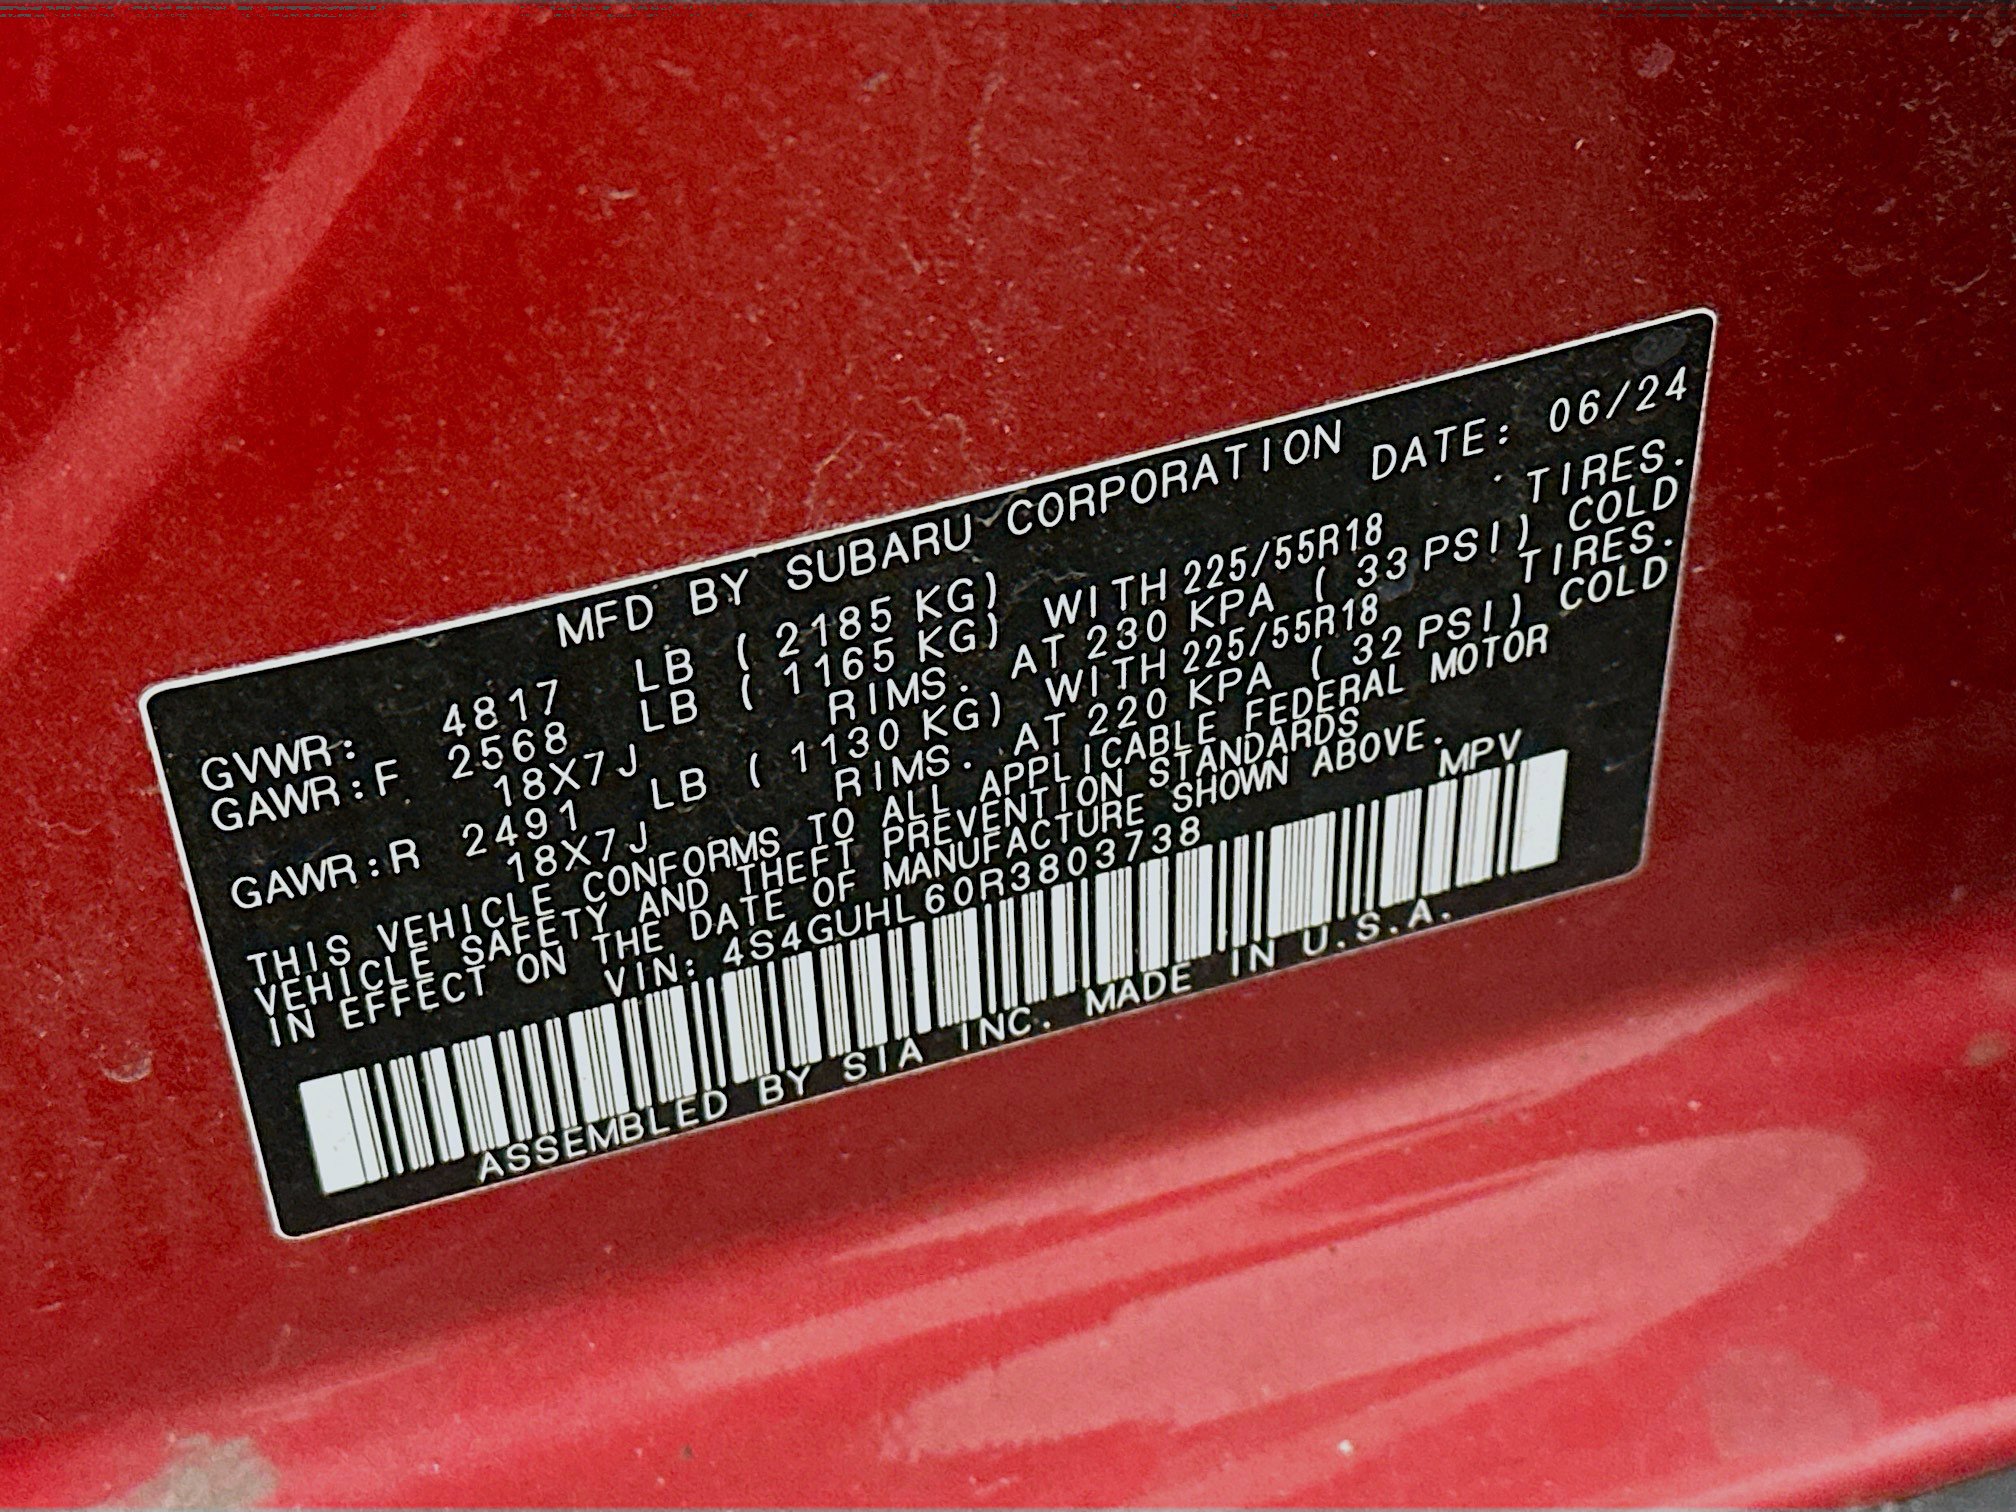 MFD BY SUBARU CORPORATION DATE: 06/24
GVWR: 4817 LB ( 2185 KG)
GAWR:F 2568 LB ( 1165 KG) WITH 225/55R18 TIRES.
18X7J RIMS. AT 230 KPA ( 33 PSI) COLD
GAWR:R 2491 LB ( 1130 KG) WITH 225/55R18 TIRES.
18X7J RIMS. AT 220 KPA ( 32 PSI) COLD
THIS VEHICLE CONFORMS TO ALL APPLICABLE FEDERAL MOTOR
VEHICLE SAFETY AND THEFT PREVENTION STANDARDS
IN EFFECT ON THE DATE OF MANUFACTURE SHOWN ABOVE.
VIN: 4S4GUHL60R3803738 MPV
ASSEMBLED BY SIA INC. MADE IN U.S.A.